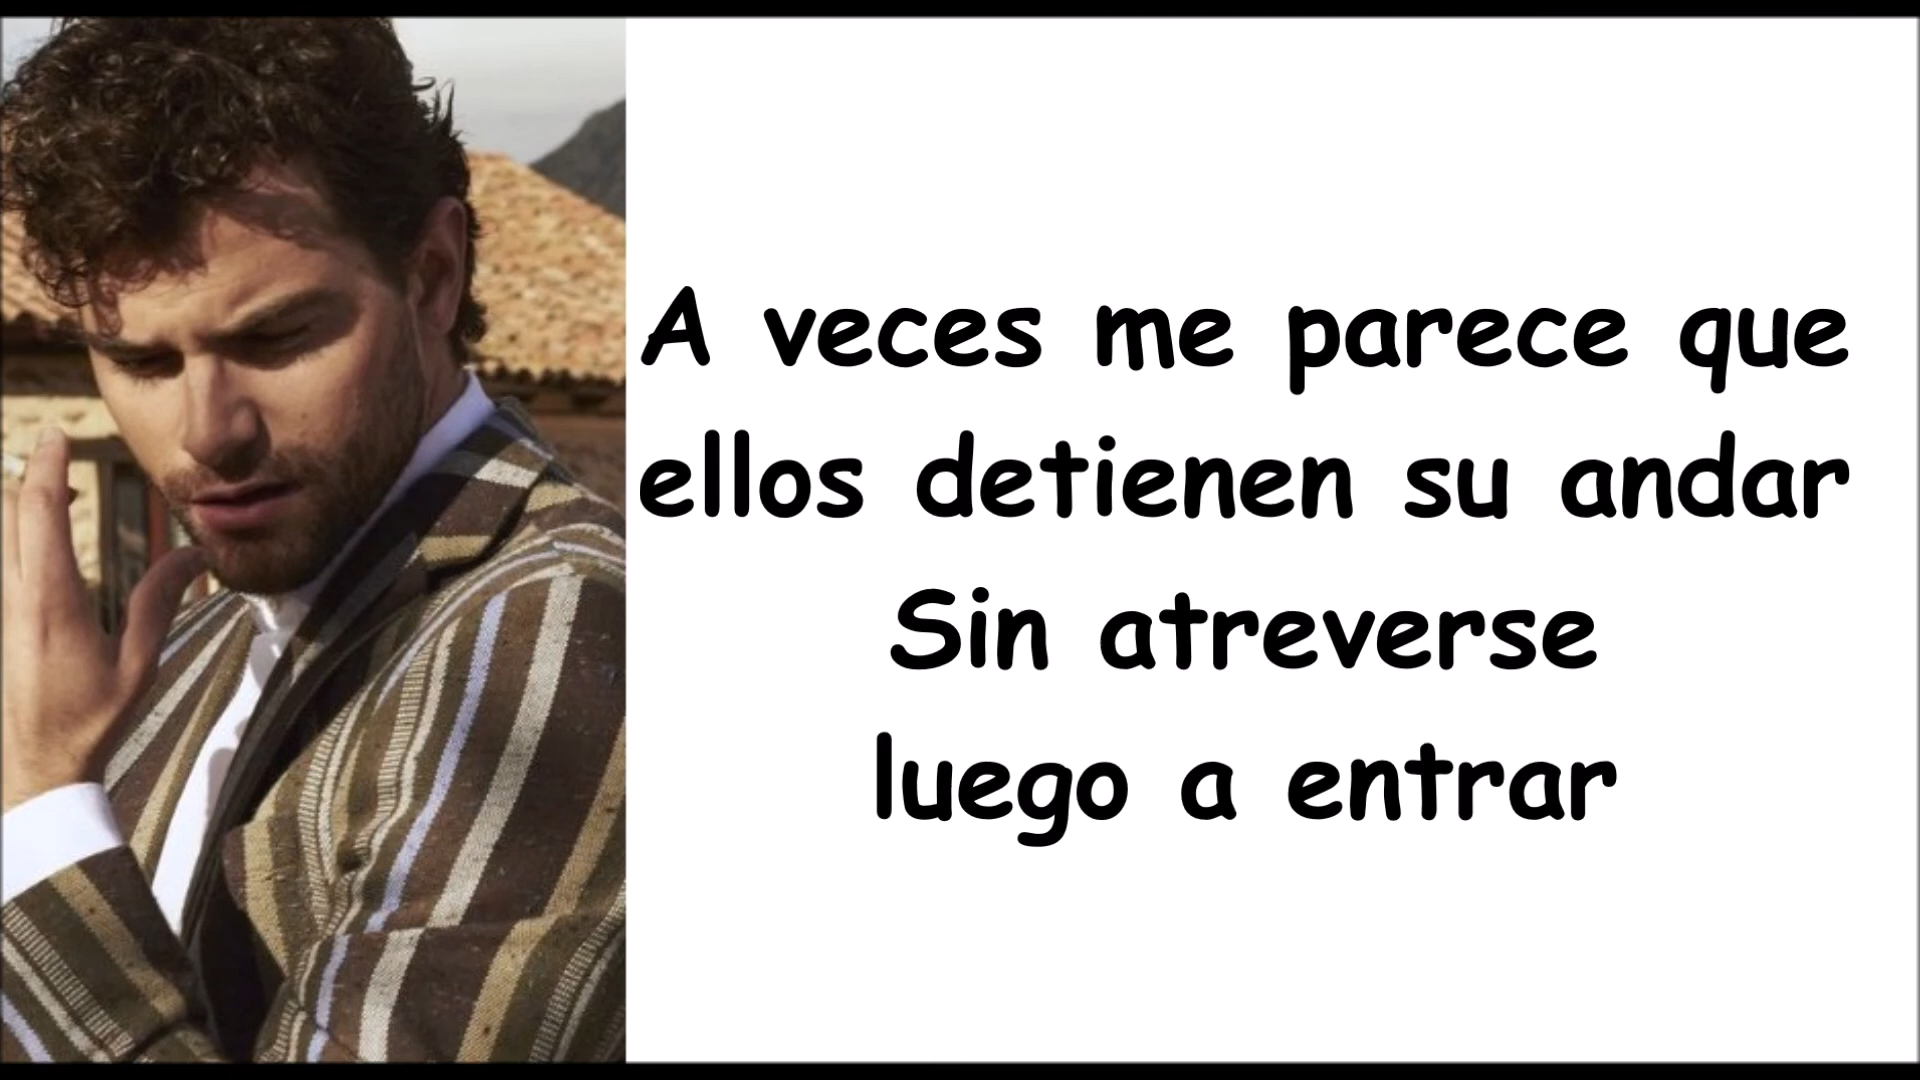 A veces me parece que
ellos detienen su andar
Sin atreverse
luego a entrar